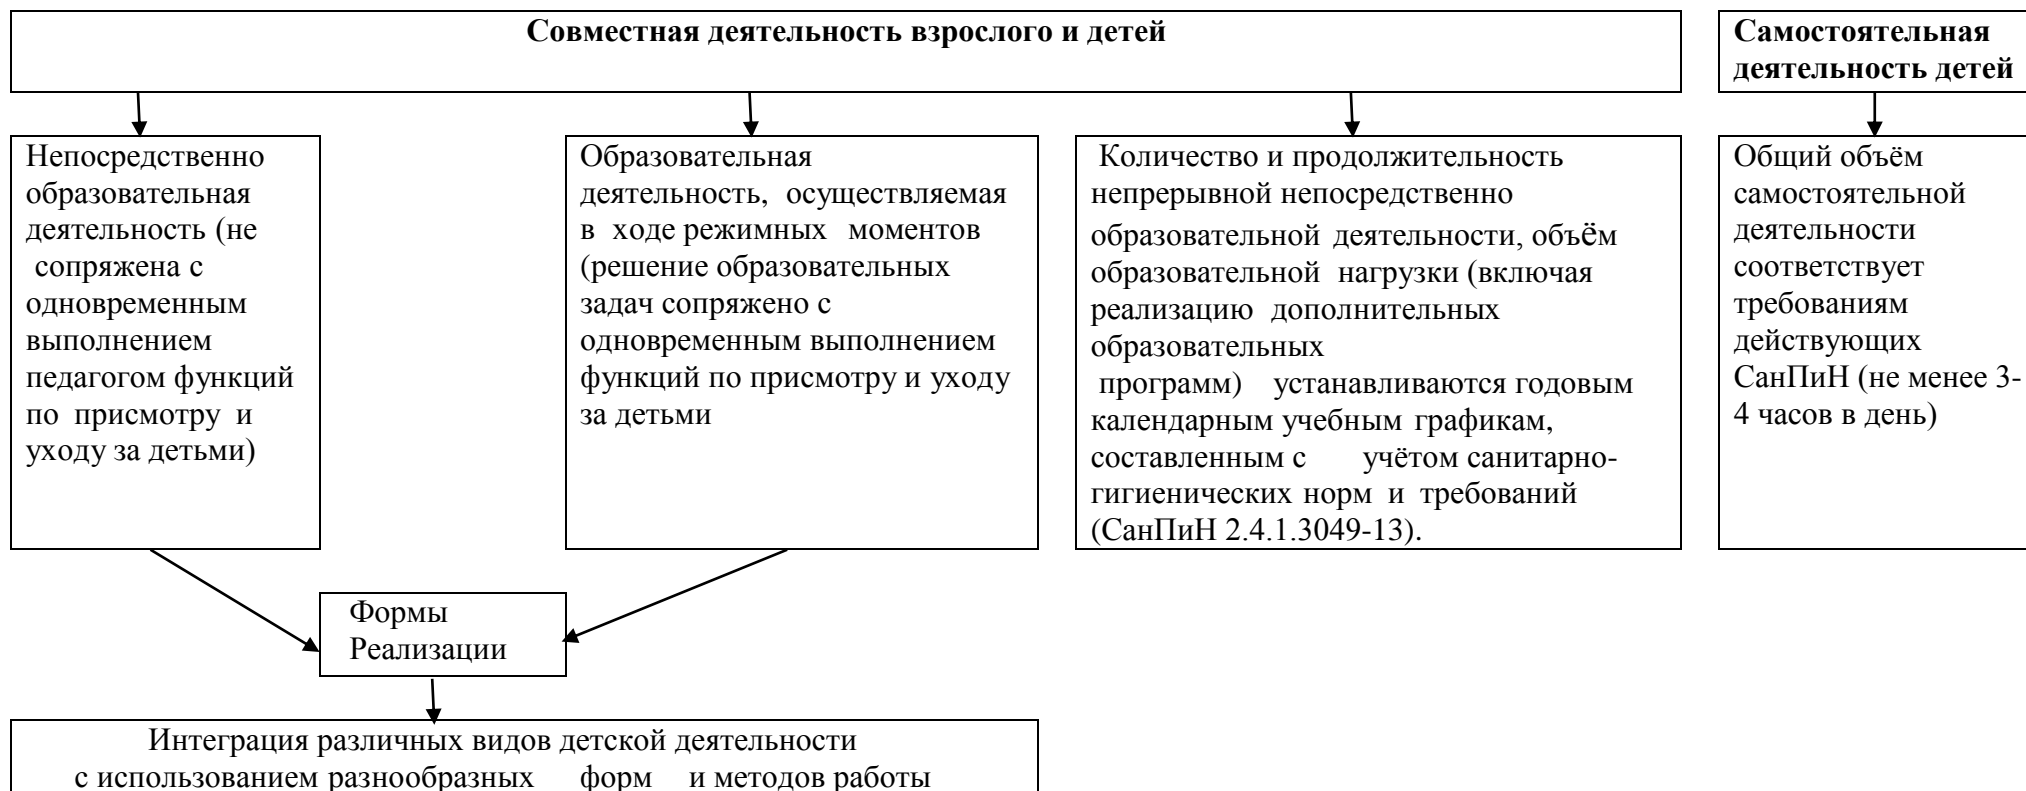 Совместная деятельность взрослого и детей
Самостоятельная
деятельность детей
Непосредственно
образовательная
деятельность (не
сопряжена с
одновременным
выполнением
педагогом функций
по присмотру и
уходу за детьми)
Образовательная
деятельность, осуществляемая
в ходе режимных моментов
(решение образовательных
задач сопряжено с
одновременным выполнением
функций по присмотру и уходу
за детьми
Количество и продолжительность
непрерывной непосредственно
образовательной деятельности, объём
образовательной нагрузки (включая
реализацию дополнительных
образовательных
программ) устанавливаются годовым
календарным учебным графикам,
составленным с учётом санитарно-
гигиенических норм и требований
(СанПиН 2.4.1.3049-13).
Общий объём
самостоятельной
деятельности
соответствует
требованиям
действующих
СанПиН (не менее 3-
4 часов в день)
Формы
Реализации
Интеграция различных видов детской деятельности
с использованием разнообразных форм и методов работы